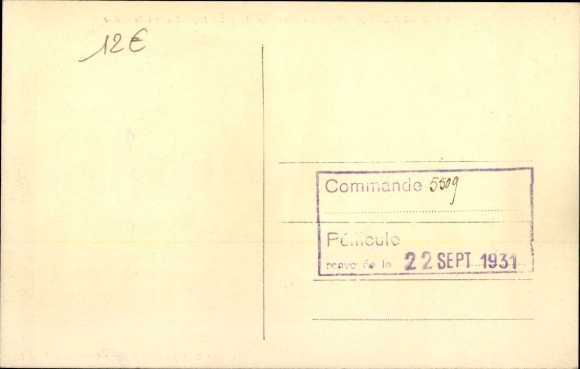 12€
Commande 5509
Pellicule
renvoyée le 22 SEPT 1931